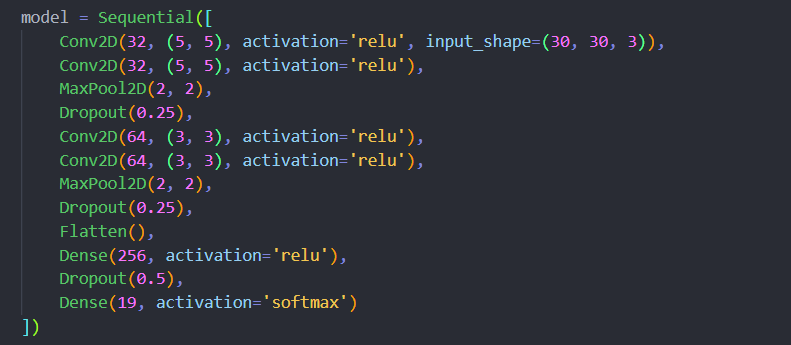 model = Sequential([
    Conv2D(32, (5, 5), activation='relu', input_shape=(30, 30, 3)),
    Conv2D(32, (5, 5), activation='relu'),
    MaxPool2D(2, 2),
    Dropout(0.25),
    Conv2D(64, (3, 3), activation='relu'),
    Conv2D(64, (3, 3), activation='relu'),
    MaxPool2D(2, 2),
    Dropout(0.25),
    Flatten(),
    Dense(256, activation='relu'),
    Dropout(0.5),
    Dense(19, activation='softmax')
])